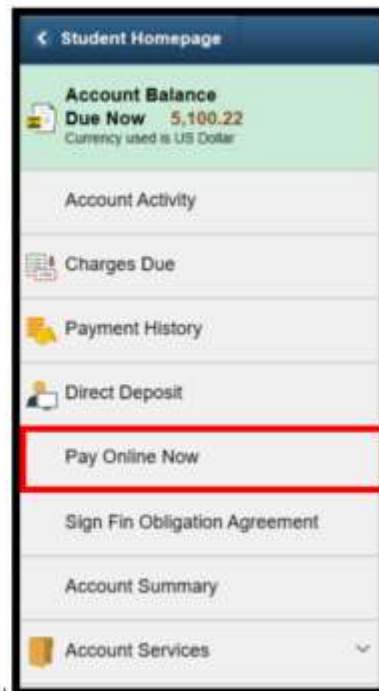 Student Homepage
Account Balance
Due Now 5,100.22
Currency used is US Dollar
Account Activity
Charges Due
Payment History
Direct Deposit
Pay Online Now
Sign Fin Obligation Agreement
Account Summary
Account Services